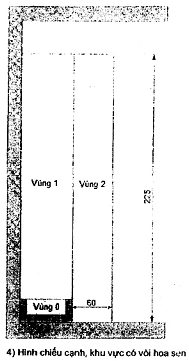 Vùng 1
Vùng 2
225
Vùng 0
60
4) Hình chiếu cạnh, khu vực có vòi hoa sen